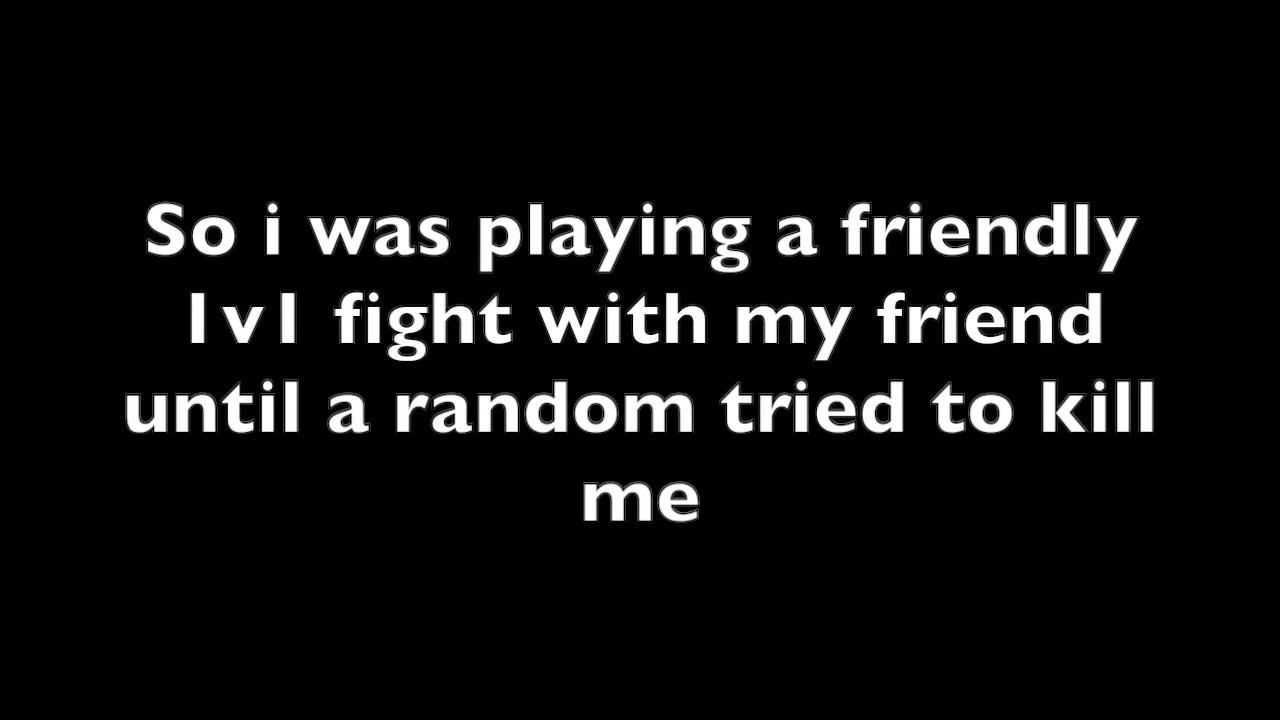 So i was playing a friendly
1v1 fight with my friend
until a random tried to kill
me